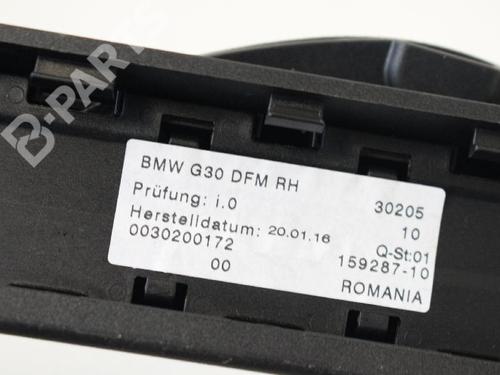 B-PARTS
BMW G30 DFM RH 30205
Prüfung: i.0 10
Herstelldatum: 20.01.16 Q-St:01
0030200172 159287-10
00 ROMANIA